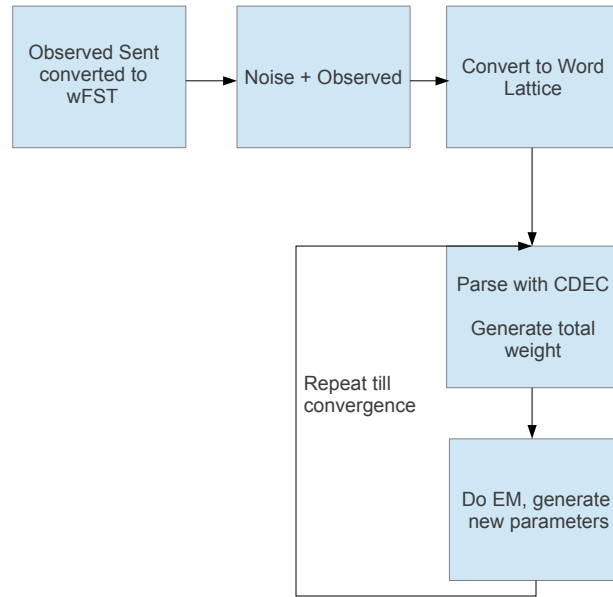 Observed Sent
converted to
wFST
Noise + Observed
Convert to Word
Lattice
Parse with CDEC
Generate total
weight
Repeat till
convergence
Do EM, generate
new parameters